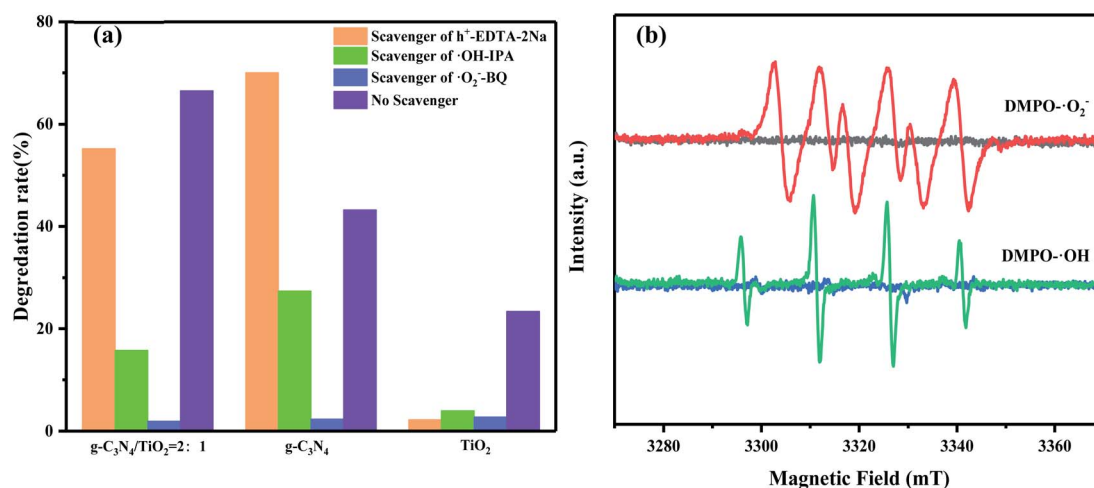 (a)
Scavenger of h⁺-EDTA-2Na
Scavenger of ·OH-IPA
Scavenger of ·O₂⁻-BQ
No Scavenger
Degredation rate(%)
80
60
40
20
0
g-C₃N₄/TiO₂=2: 1
g-C₃N₄
TiO₂
(b)
DMPO-·O₂⁻
DMPO-·OH
Intensity (a.u.)
3280
3300
3320
3340
3360
Magnetic Field (mT)